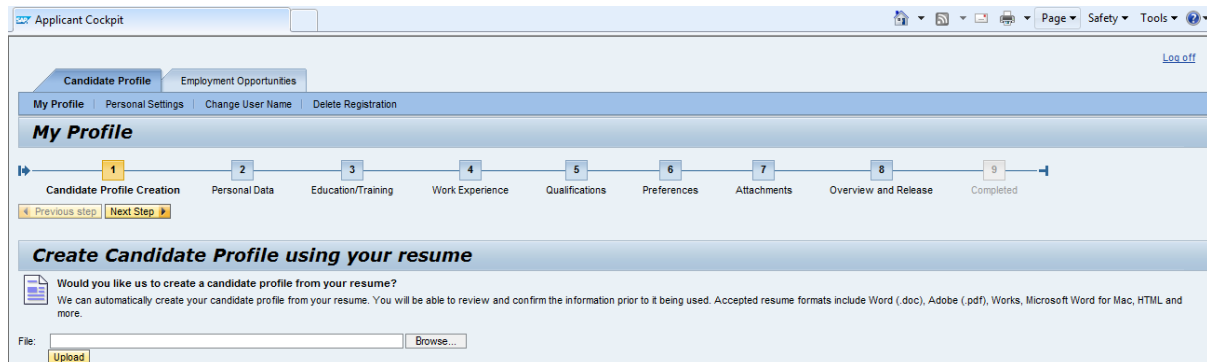 SAP Applicant Cockpit
Page Safety Tools
Log off
Candidate Profile Employment Opportunities
My Profile Personal Settings Change User Name Delete Registration
My Profile
1 2 3 4 5 6 7 8 9
Candidate Profile Creation Personal Data Education/Training Work Experience Qualifications Preferences Attachments Overview and Release Completed
Previous step Next Step
Create Candidate Profile using your resume
Would you like us to create a candidate profile from your resume?
We can automatically create your candidate profile from your resume. You will be able to review and confirm the information prior to it being used. Accepted resume formats include Word (.doc), Adobe (.pdf), Works, Microsoft Word for Mac, HTML and
more.
File: Browse...
Upload